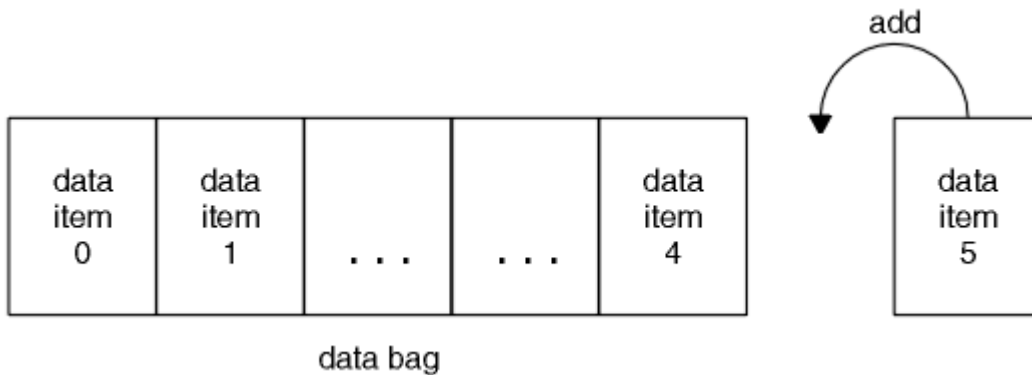 add
data
item
0
data
item
1
. . .
. . .
data
item
4
data
item
5
data bag